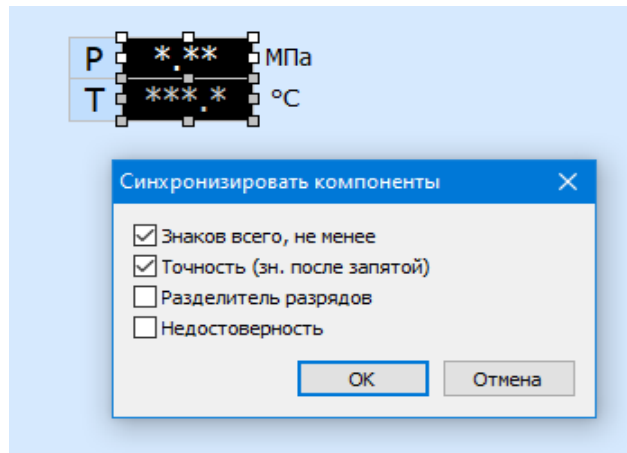 P *.** МПа
T ***.* °C
Синхронизировать компоненты
Знаков всего, не менее
Точность (зн. после запятой)
Разделитель разрядов
Недостоверность
OK Отмена